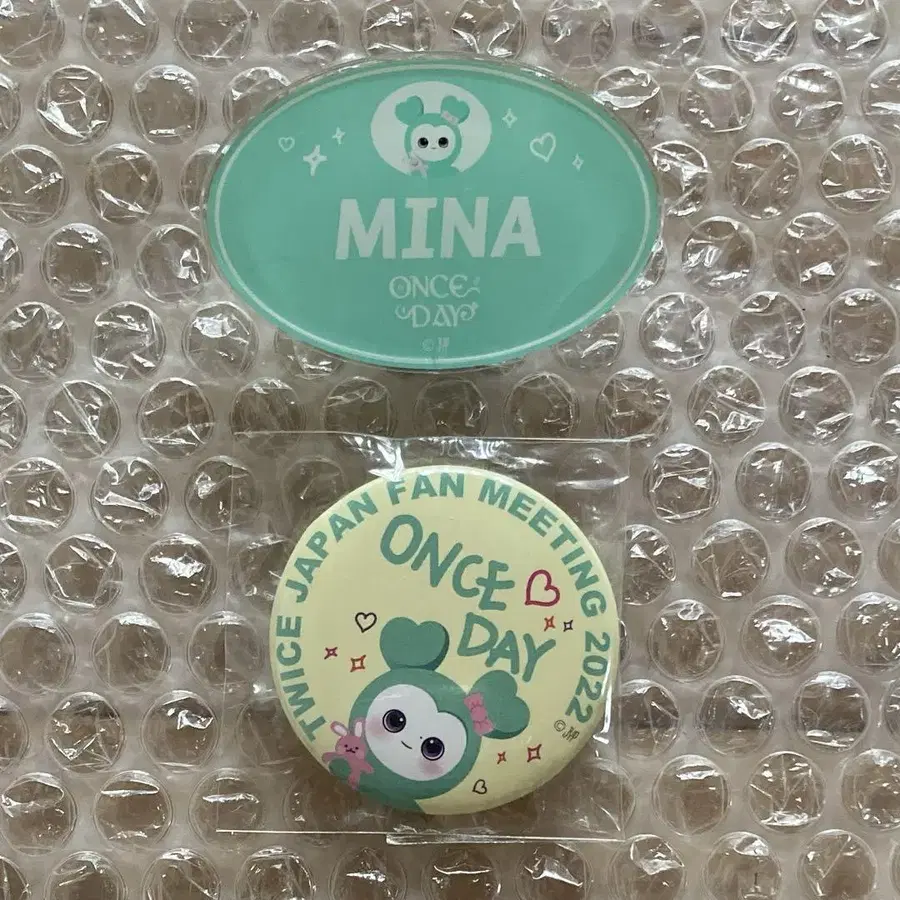 MINA
ONCE
DAY
©JYP
TWICE JAPAN FAN MEETING 2022
ONCE
DAY
©JYP